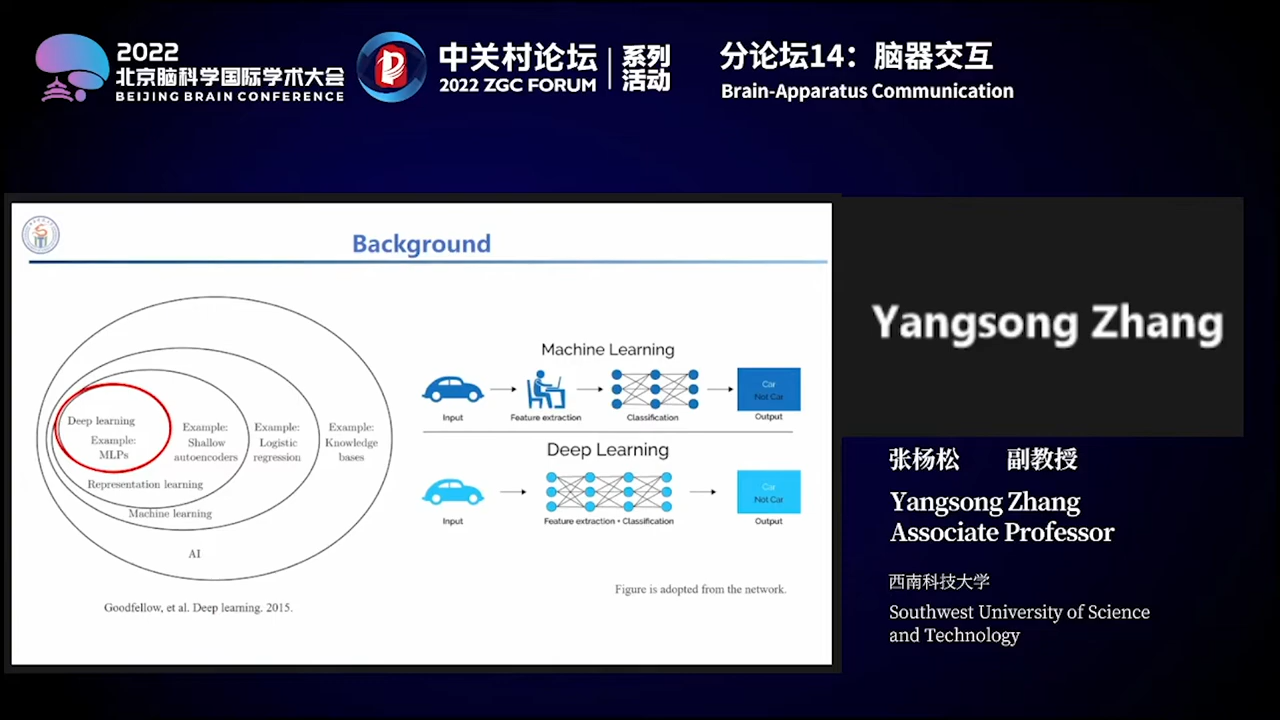 2022
北京脑科学国际学术大会
BEIJING BRAIN CONFERENCE
中关村论坛
2022 ZGC FORUM
系列
活动
分论坛14：脑器交互
Brain-Apparatus Communication
Background
Deep learning
Example:
MLPs
Example:
Shallow
autoencoders
Example:
Logistic
regression
Example:
Knowledge
bases
Representation learning
Machine learning
AI
Goodfellow, et al. Deep learning. 2015.
Machine Learning
Input
Feature extraction
Classification
Car
Not Car
Output
Deep Learning
Input
Feature extraction + Classification
Car
Not Car
Output
Figure is adopted from the network.
Yangsong Zhang
张杨松 副教授
Yangsong Zhang
Associate Professor
西南科技大学
Southwest University of Science
and Technology